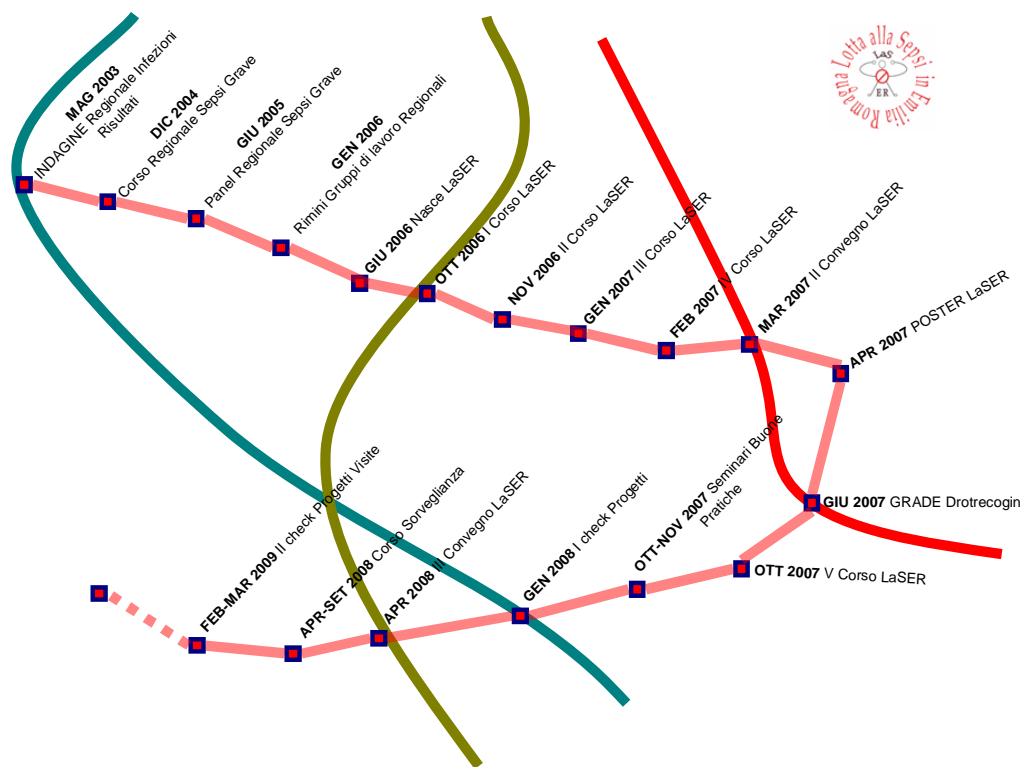 MAG 2003
INDAGINE Regionale Infezioni
Risultati
DIC 2004
Corso Regionale Sepsi Grave
GIU 2005
Panel Regionale Sepsi Grave
GEN 2006
Rimini Gruppi di lavoro Regionali
GIU 2006 Nasce LaSER
OTT 2006 I Corso LaSER
NOV 2006 II Corso LaSER
GEN 2007 III Corso LaSER
FEB 2007 IV Corso LaSER
MAR 2007 II Convegno LaSER
APR 2007 POSTER LaSER
GIU 2007 GRADE Drotrecogin
OTT 2007 V Corso LaSER
OTT-NOV 2007 Seminari Buone
Pratiche
GEN 2008 I check Progetti
APR 2008 III Convegno LaSER
APR-SET 2008 Corso Sorveglianza
FEB-MAR 2009 II check Progetti Visite
Lotta alla Sepsi in Emilia Romagna
LaS
ER